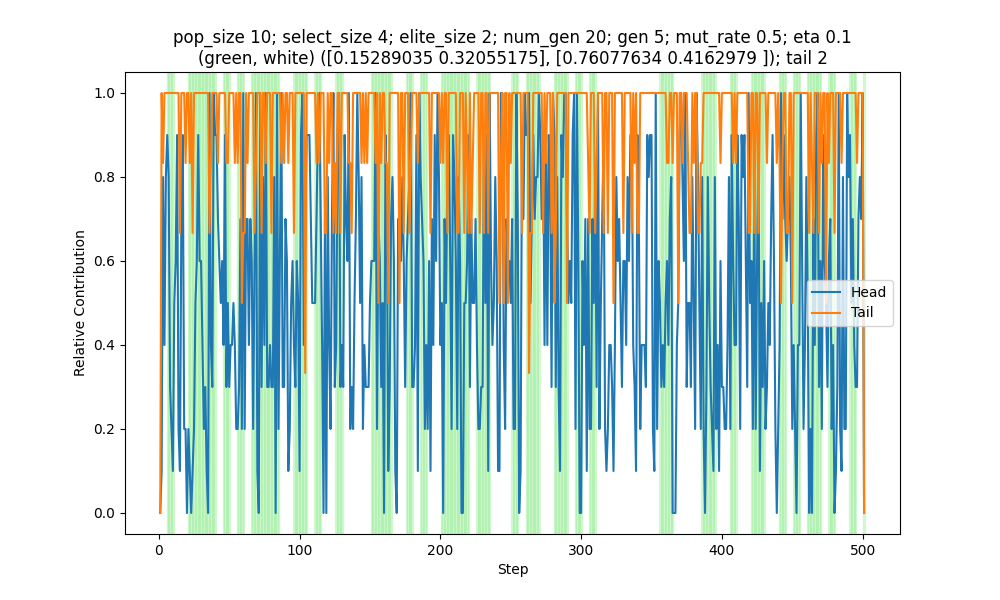 pop_size 10; select_size 4; elite_size 2; num_gen 20; gen 5; mut_rate 0.5; eta 0.1
(green, white) ([0.15289035 0.32055175], [0.76077634 0.4162979 ]); tail 2
1.0
0.8
0.6
0.4
0.2
0.0
Relative Contribution
Head
Tail
0 100 200 300 400 500
Step